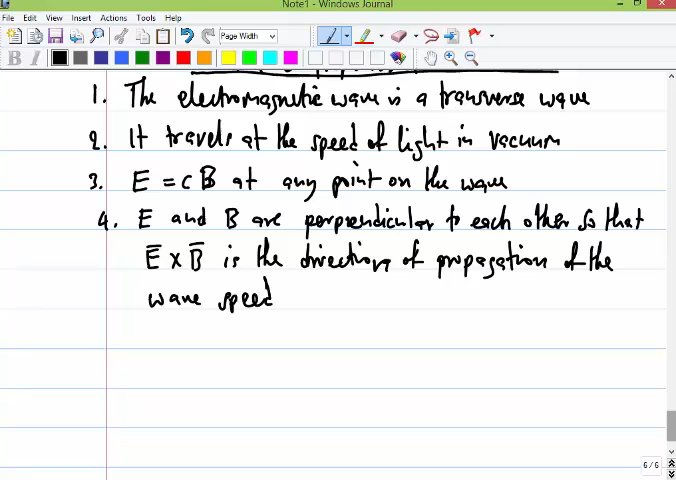 Note1 - Windows Journal
File Edit View Insert Actions Tools Help
Page Width
B I
1. The electromagnetic wave is a transverse wave
2. It travels at the speed of light in vacuum
3. E = c B at any point on the wave
4. E and B are perpendicular to each other so that
E̅ x B̅ is the direction of propagation of the
wave speed
6/6